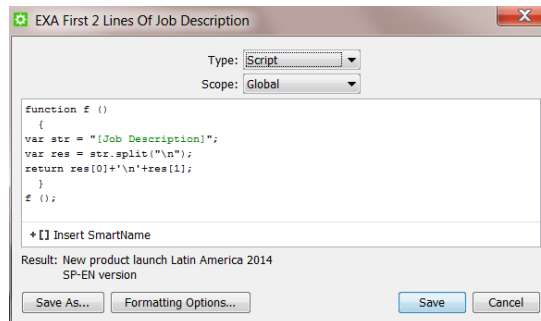 EXA First 2 Lines Of Job Description
X
Type: Script
Scope: Global
function f ()
{
var str = "[Job Description]";
var res = str.split("\n");
return res[0]+'\n'+res[1];
}
f ();
+[] Insert SmartName
Result: New product launch Latin America 2014
SP-EN version
Save As... Formatting Options... Save Cancel